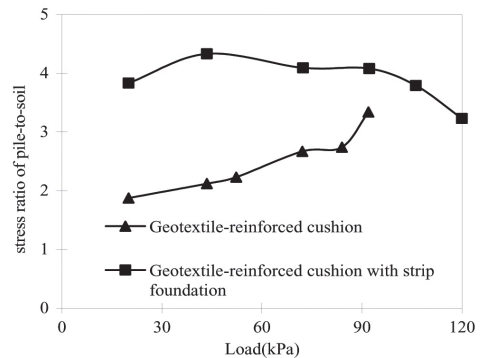 5
4
3
2
1
0
stress ratio of pile-to-soil
Geotextile-reinforced cushion
Geotextile-reinforced cushion with strip
foundation
0 30 60 90 120
Load(kPa)